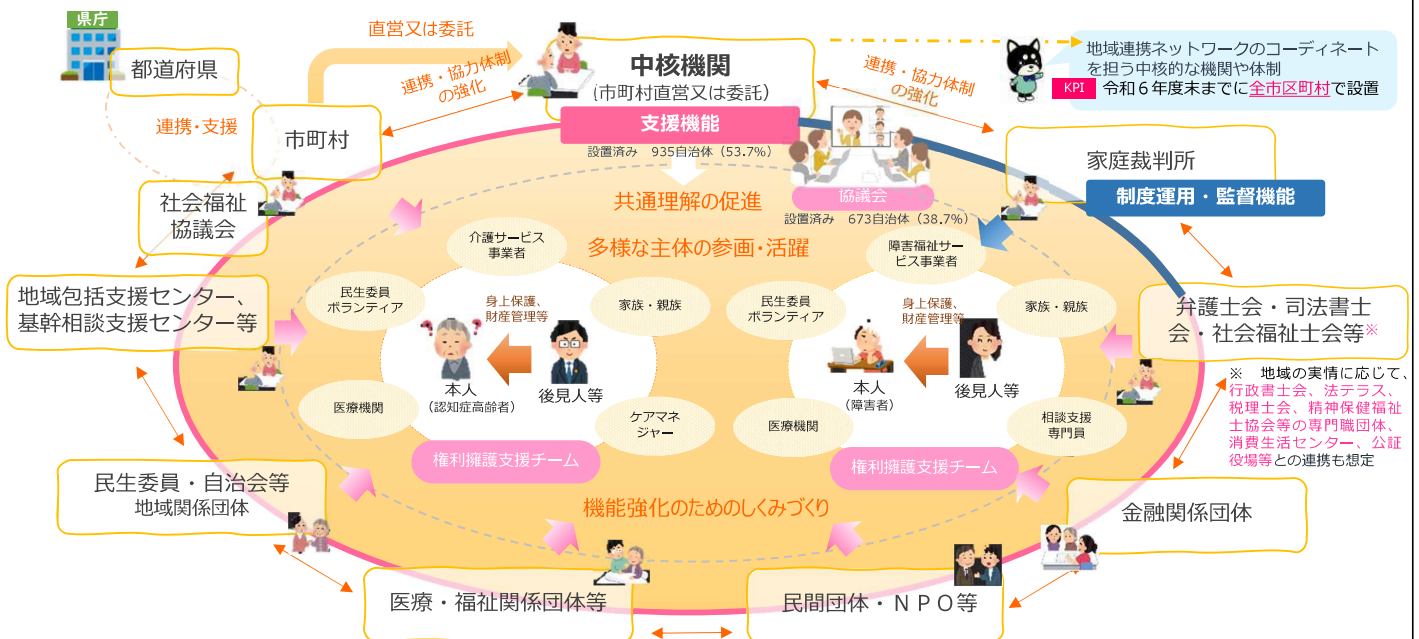 県庁
都道府県
直営又は委託
連携・協力体制
の強化
中核機関
(市町村直営又は委託)
支援機能
設置済み 935自治体（53.7%）
連携・協力体制
の強化
地域連携ネットワークのコーディネート
を担う中核的な機関や体制
KPI 令和６年度末までに全市区町村で設置
連携・支援
市町村
家庭裁判所
制度運用・監督機能
社会福祉
協議会
共通理解の促進
協議会
設置済み 673自治体（38.7%）
多様な主体の参画・活躍
地域包括支援センター、
基幹相談支援センター等
弁護士会・司法書士
会・社会福祉士会等※
※ 地域の実情に応じて、
行政書士会、法テラス、
税理士会、精神保健福祉
士協会等の専門職団体、
消費生活センター、公証
役場等との連携も想定
介護サービス
事業者
民生委員
ボランティア
身上保護、
財産管理等
家族・親族
本人
（認知症高齢者）
後見人等
医療機関
ケアマネ
ジャー
権利擁護支援チーム
障害福祉サー
ビス事業者
民生委員
ボランティア
身上保護、
財産管理等
家族・親族
本人
（障害者）
後見人等
医療機関
相談支援
専門員
権利擁護支援チーム
機能強化のためのしくみづくり
民生委員・自治会等
地域関係団体
金融関係団体
医療・福祉関係団体等
民間団体・ＮＰＯ等